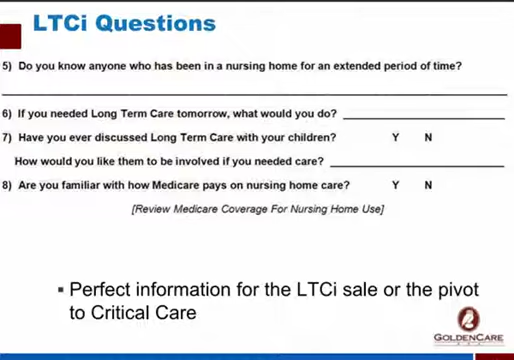 LTCi Questions
5) Do you know anyone who has been in a nursing home for an extended period of time?
6) If you needed Long Term Care tomorrow, what would you do?
7) Have you ever discussed Long Term Care with your children? Y N
How would you like them to be involved if you needed care?
8) Are you familiar with how Medicare pays on nursing home care? Y N
[Review Medicare Coverage For Nursing Home Use]
▪ Perfect information for the LTCi sale or the pivot
to Critical Care
GOLDENCARE